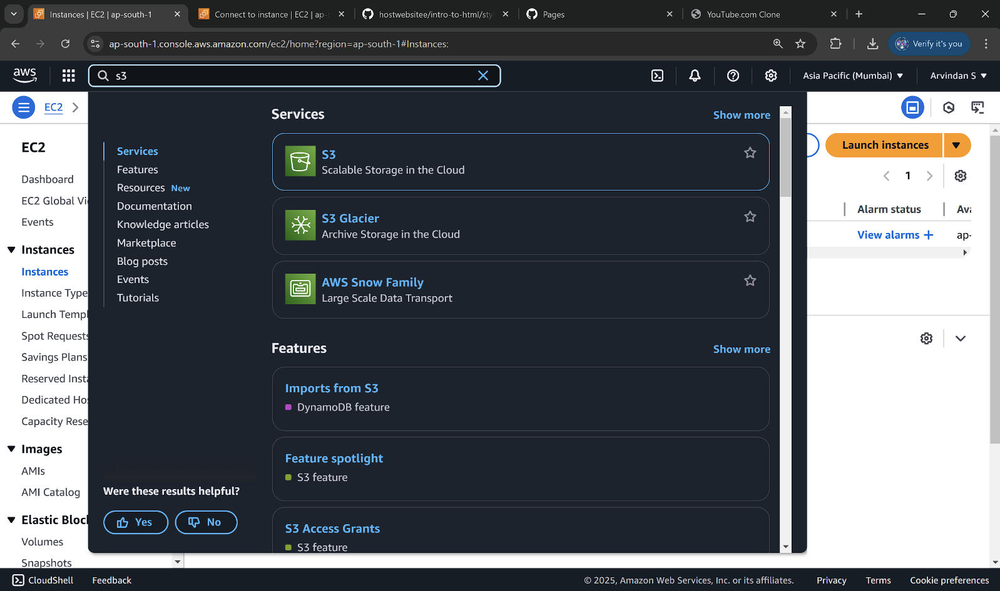 Instances | EC2 | ap-south-1
Connect to instance | EC2 | ap-s
hostwebsitee/intro-to-html/sty
Pages
YouTube.com Clone
ap-south-1.console.aws.amazon.com/ec2/home?region=ap-south-1#Instances:
Verify it's you
aws
s3
Asia Pacific (Mumbai)
Arvindan S
EC2
Services
Show more
Launch instances
EC2
Services
Features
Resources New
Documentation
Knowledge articles
Marketplace
Blog posts
Events
Tutorials
S3
Scalable Storage in the Cloud
S3 Glacier
Archive Storage in the Cloud
AWS Snow Family
Large Scale Data Transport
1
Alarm status
Ava
View alarms +
ap-
Dashboard
EC2 Global Vi
Events
Instances
Instances
Instance Type
Launch Templ
Spot Requests
Savings Plans
Reserved Insta
Dedicated Hos
Capacity Rese
Images
AMIs
AMI Catalog
Elastic Block
Volumes
Snapshots
Features
Show more
Imports from S3
DynamoDB feature
Feature spotlight
S3 feature
S3 Access Grants
S3 feature
Were these results helpful?
Yes
No
CloudShell
Feedback
© 2025, Amazon Web Services, Inc. or its affiliates.
Privacy
Terms
Cookie preferences